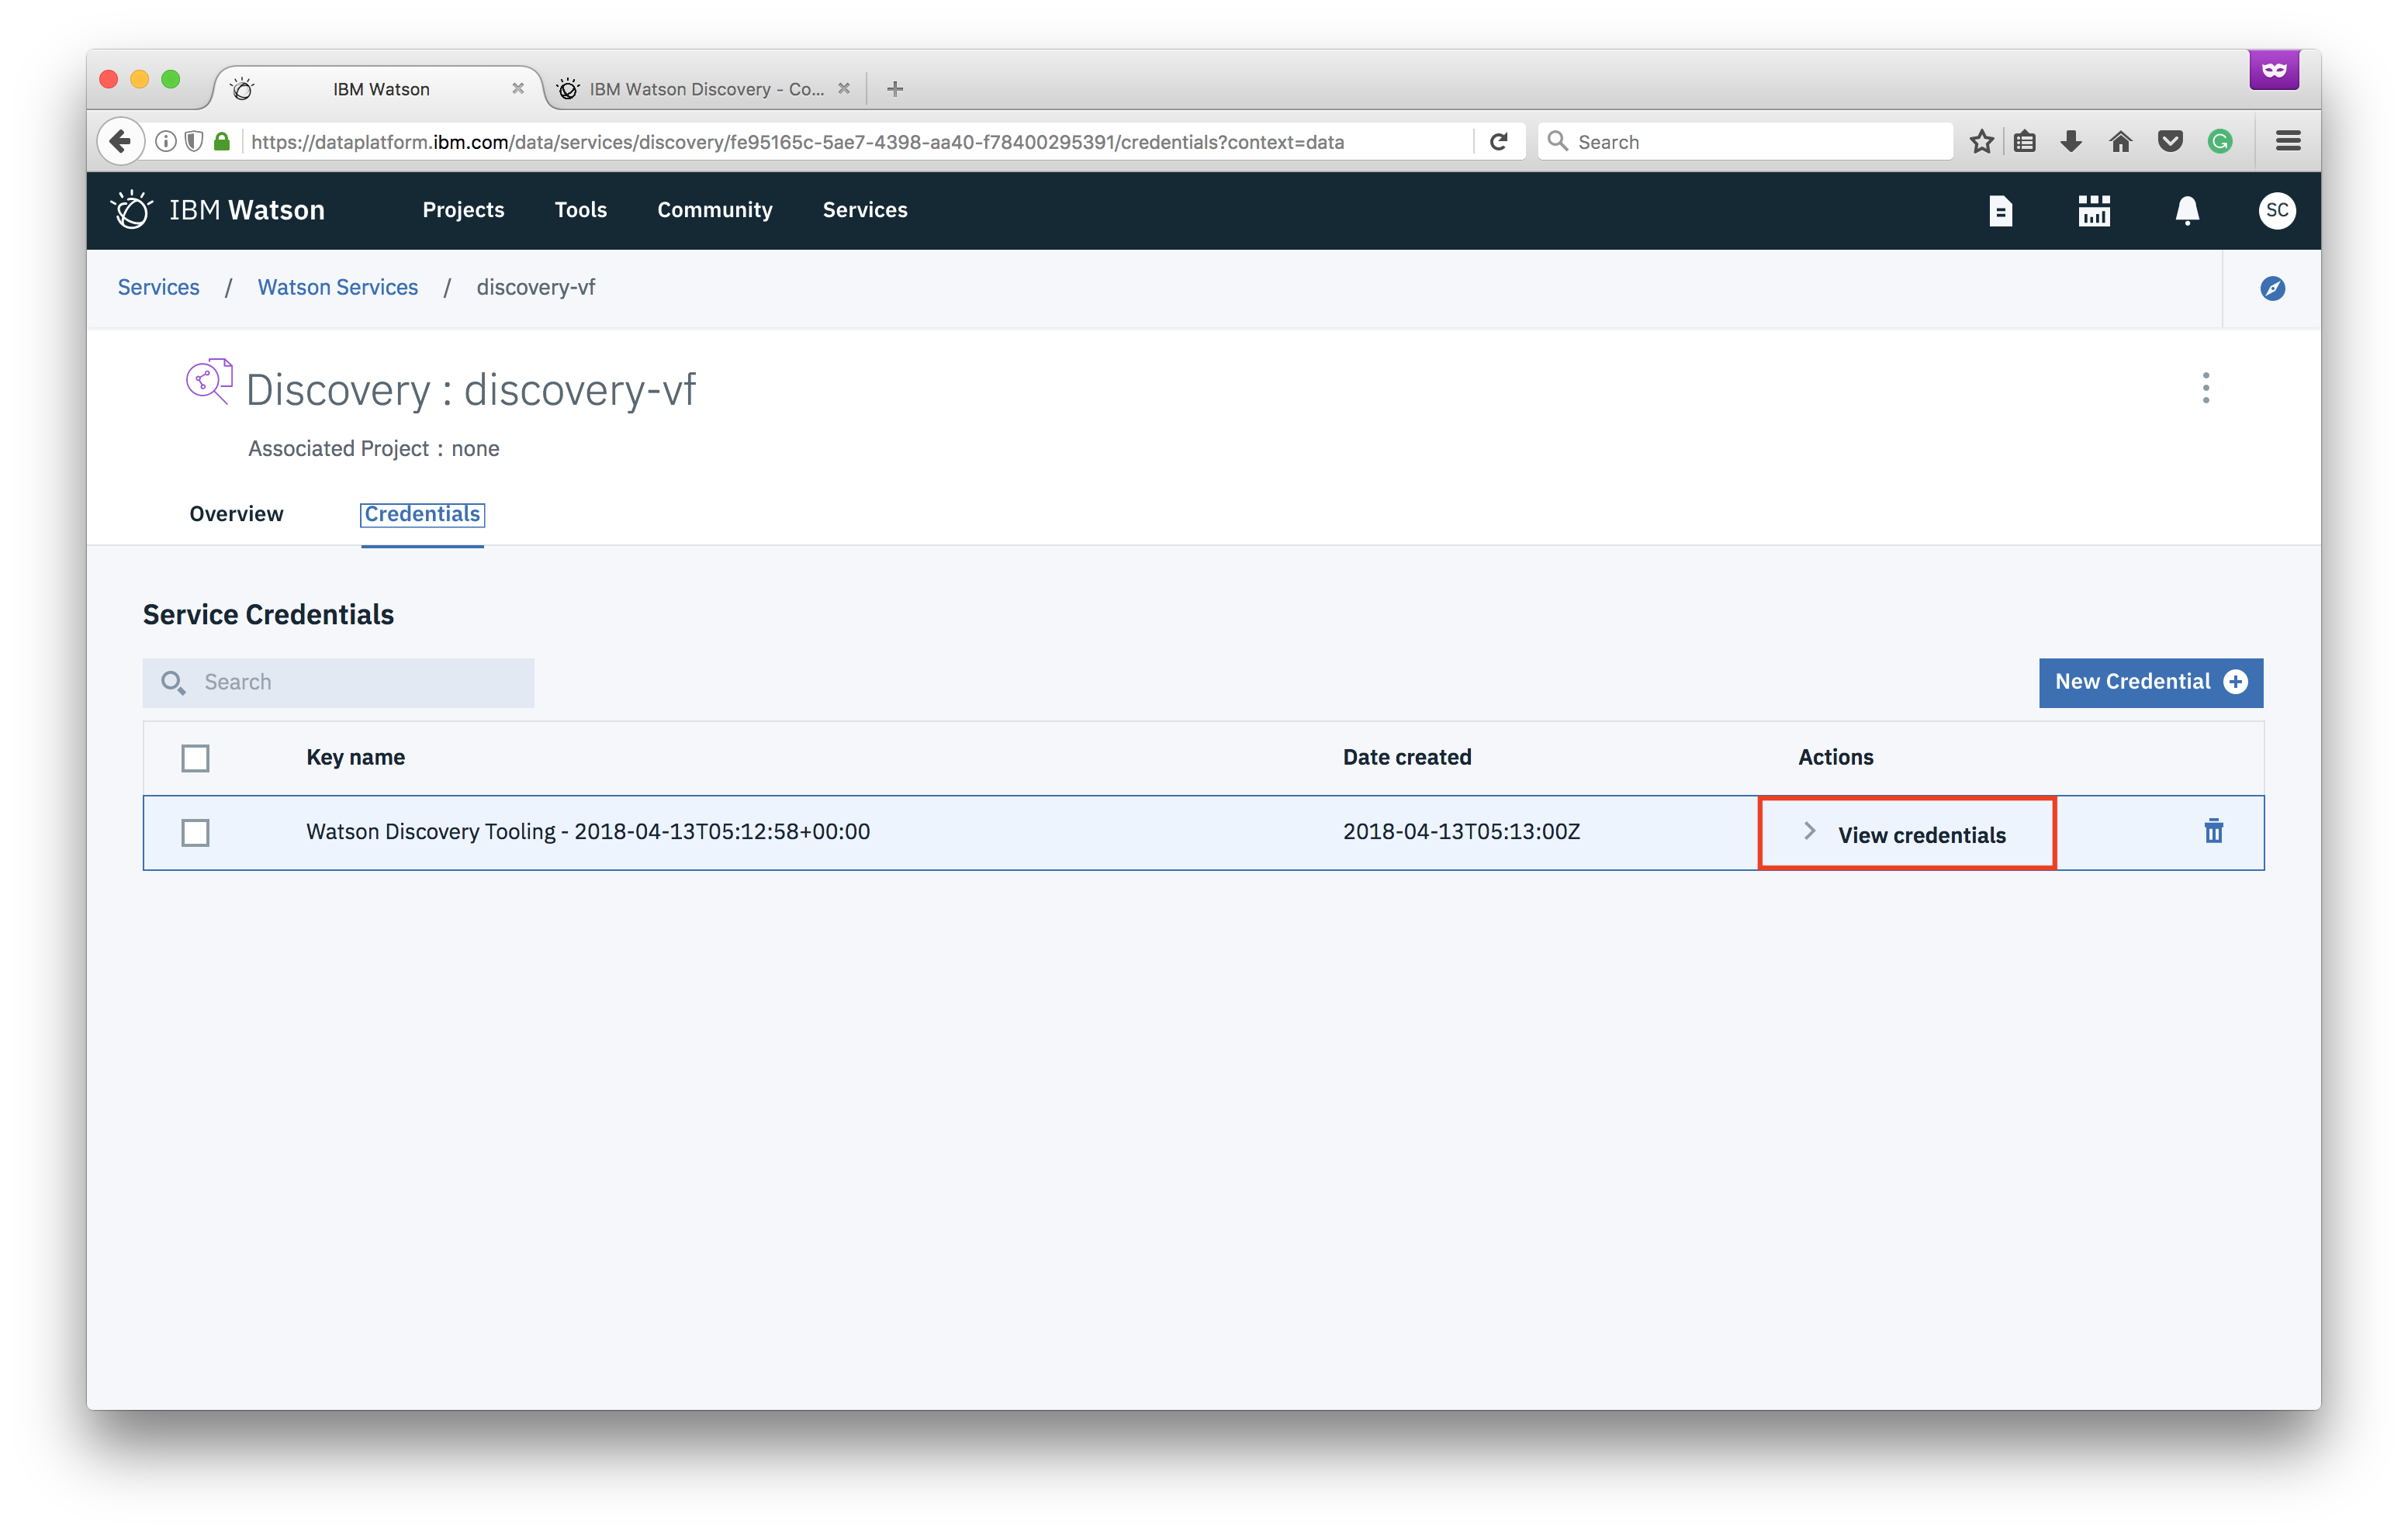 IBM Watson
IBM Watson Discovery - Co...
https://dataplatform.ibm.com/data/services/discovery/fe95165c-5ae7-4398-aa40-f78400295391/credentials?context=data
Search
IBM Watson
Projects
Tools
Community
Services
SC
Services / Watson Services / discovery-vf
Discovery : discovery-vf
Associated Project : none
Overview
Credentials
Service Credentials
Search
New Credential
Key name
Date created
Actions
Watson Discovery Tooling - 2018-04-13T05:12:58+00:00
2018-04-13T05:13:00Z
View credentials